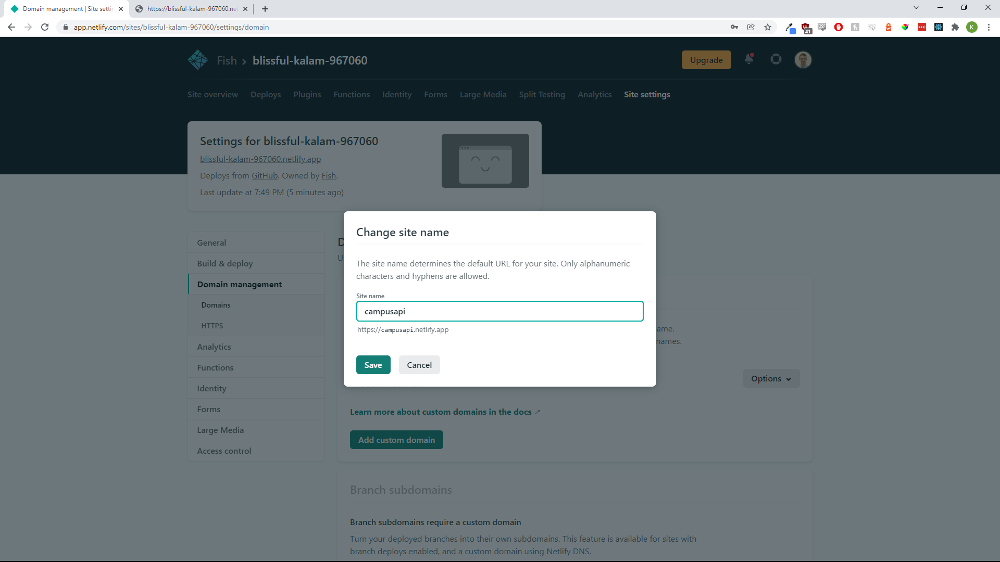 Domain management | Site settin
https://blissful-kalam-967060.net
app.netlify.com/sites/blissful-kalam-967060/settings/domain
41
K
Fish
blissful-kalam-967060
Upgrade
Site overview
Deploys
Plugins
Functions
Identity
Forms
Large Media
Split Testing
Analytics
Site settings
Settings for blissful-kalam-967060
blissful-kalam-967060.netlify.app
Deploys from GitHub. Owned by Fish.
Last update at 7:49 PM (5 minutes ago)
General
Build & deploy
Domain management
Domains
HTTPS
Analytics
Functions
Identity
Forms
Large Media
Access control
Change site name
The site name determines the default URL for your site. Only alphanumeric
characters and hyphens are allowed.
Site name
campusapi
https://campusapi.netlify.app
Save
Cancel
ame.
names.
Options
Learn more about custom domains in the docs
Add custom domain
Branch subdomains
Branch subdomains require a custom domain
Turn your deployed branches into their own subdomains. This feature is available for sites with
branch deploys enabled, and a custom domain using Netlify DNS.